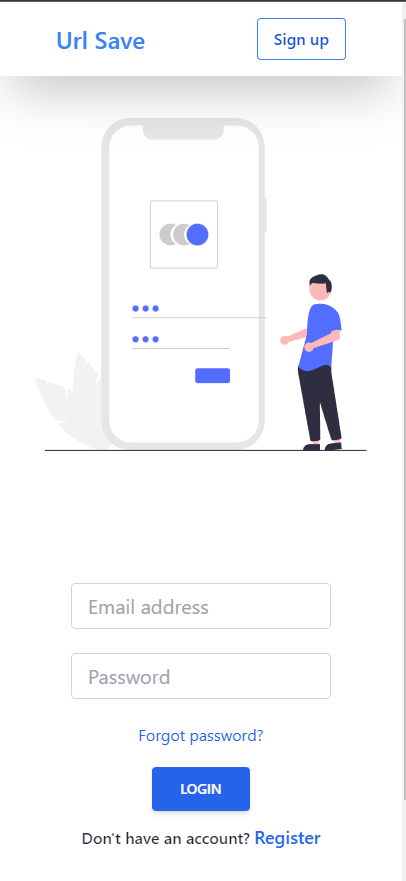 Url Save
Sign up
Email address
Password
Forgot password?
LOGIN
Don't have an account? Register